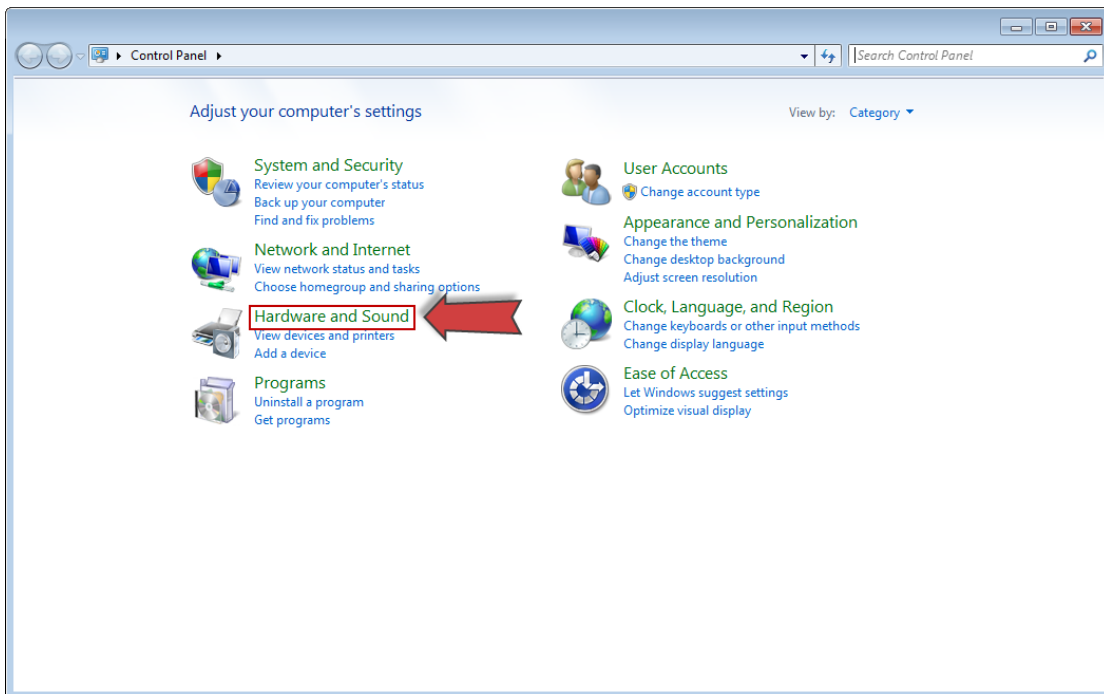 Control Panel
Search Control Panel
Adjust your computer's settings
View by: Category
System and Security
Review your computer's status
Back up your computer
Find and fix problems
Network and Internet
View network status and tasks
Choose homegroup and sharing options
Hardware and Sound
View devices and printers
Add a device
Programs
Uninstall a program
Get programs
User Accounts
Change account type
Appearance and Personalization
Change the theme
Change desktop background
Adjust screen resolution
Clock, Language, and Region
Change keyboards or other input methods
Change display language
Ease of Access
Let Windows suggest settings
Optimize visual display